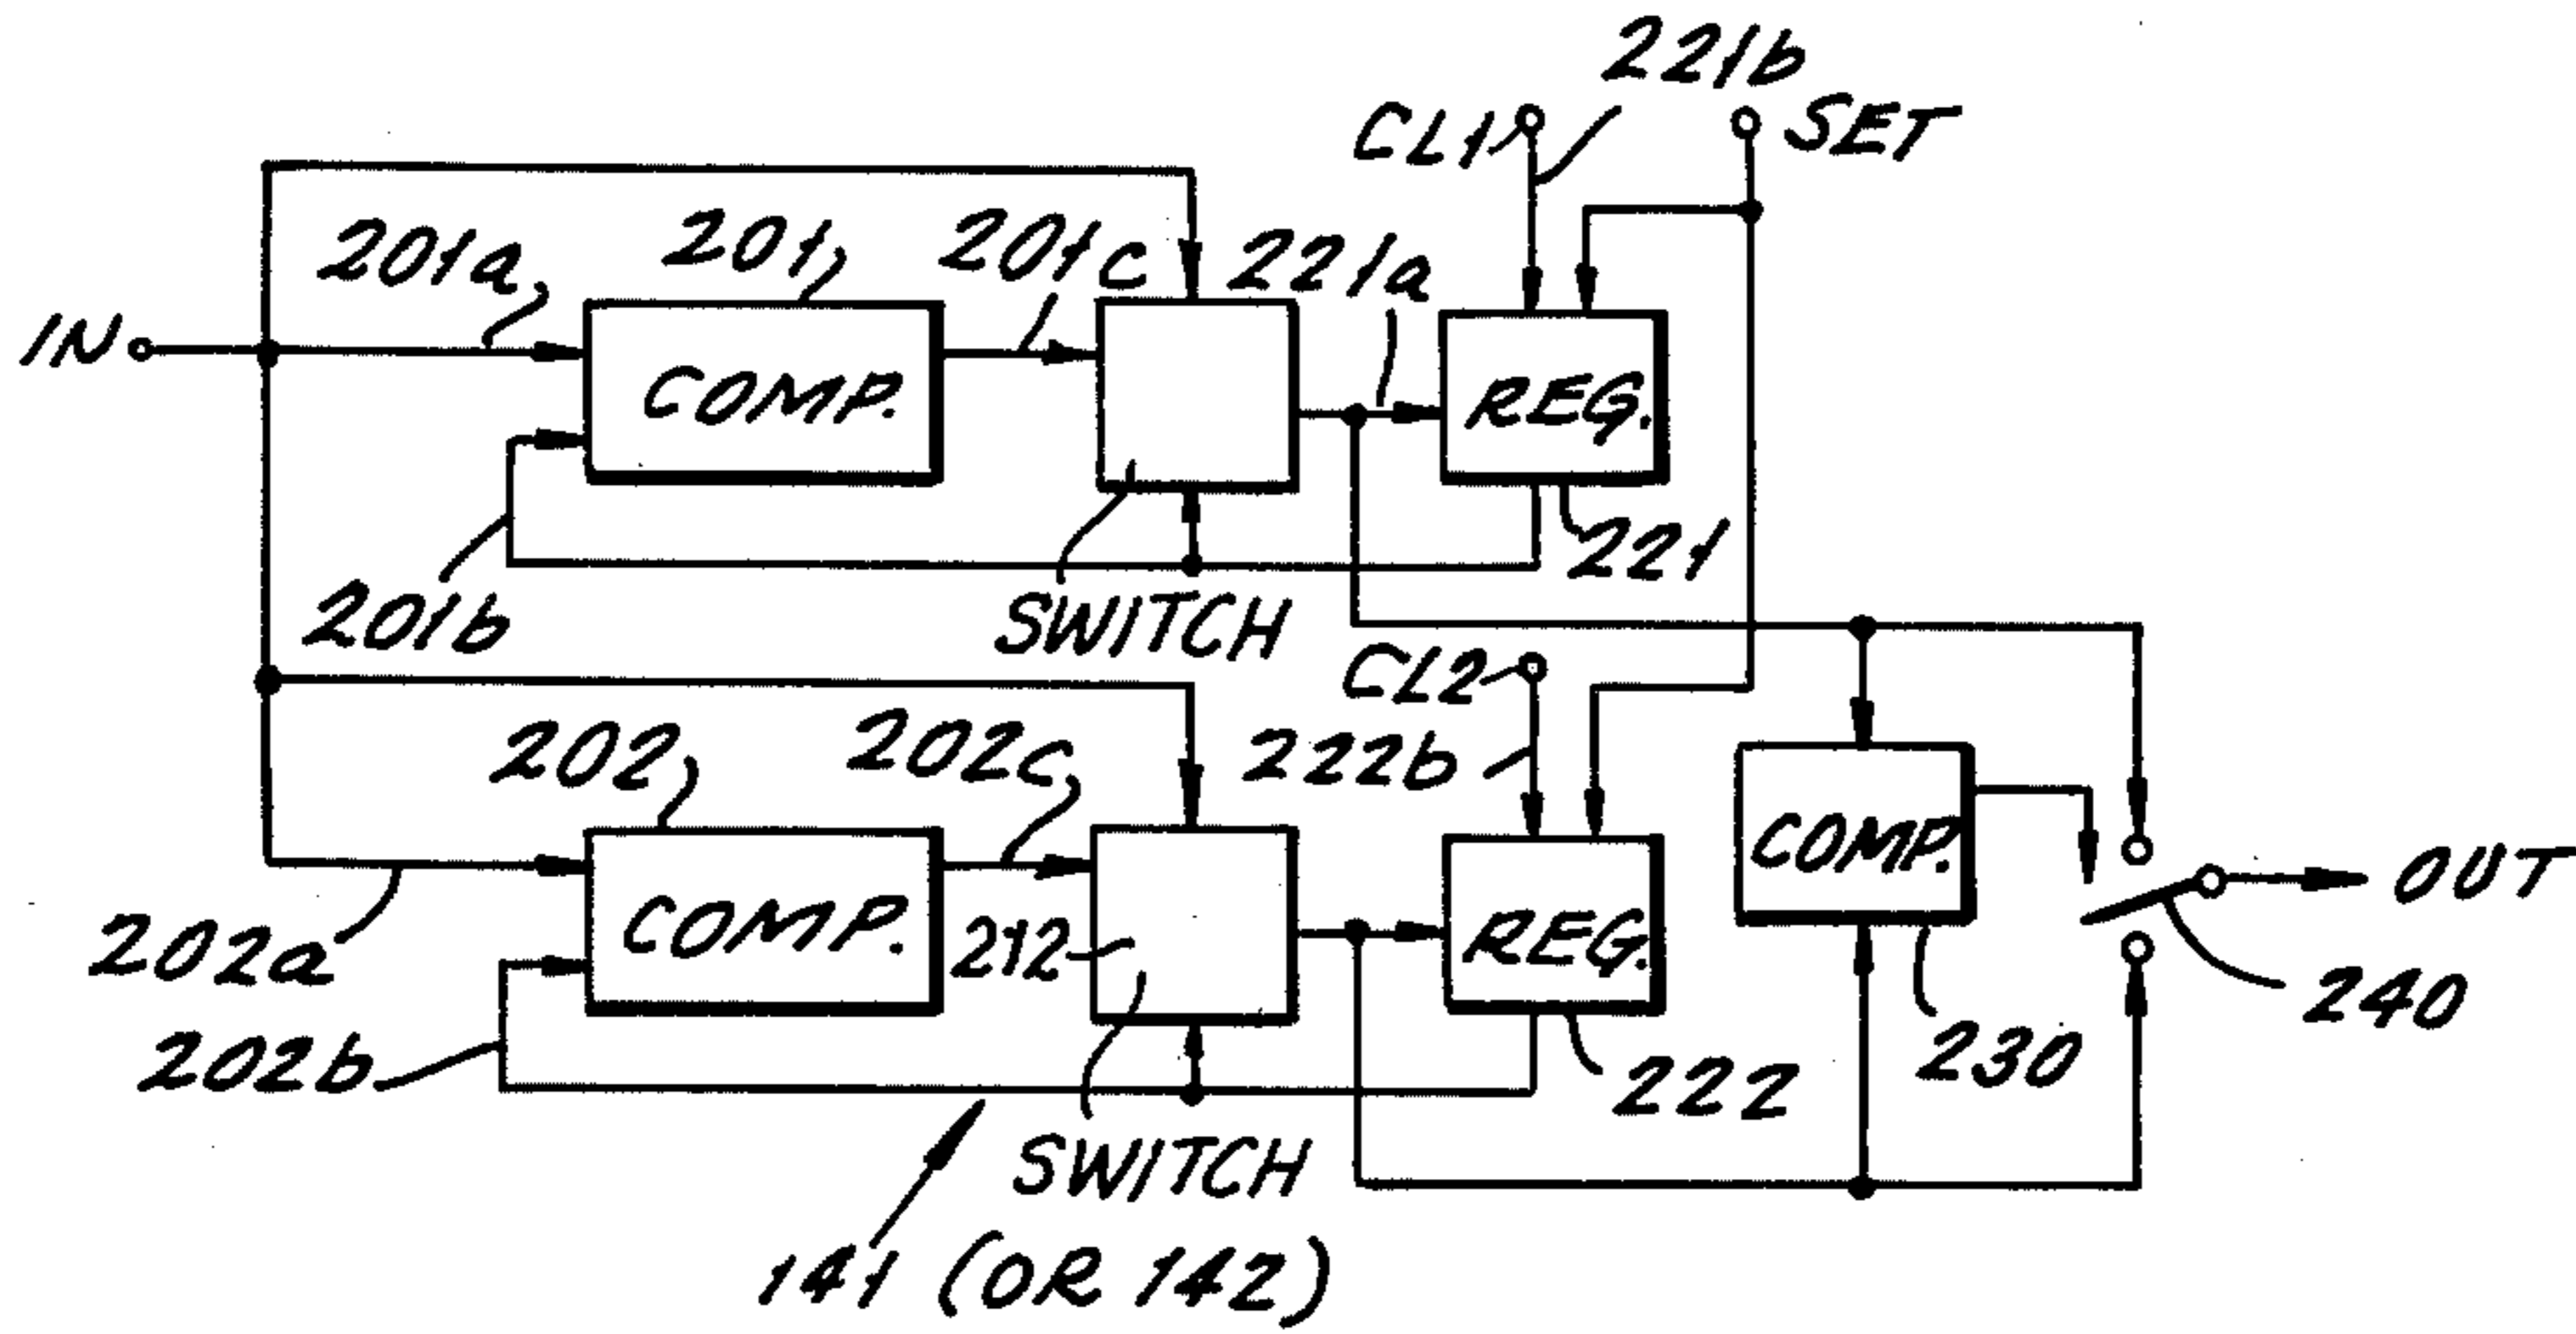 221b
CL1
SET
201a
201
201c
221a
IN
COMP.
REG.
201b
SWITCH
221
CL2
202
202c
222b
COMP.
OUT
202a
COMP.
212
REG.
240
202b
222
230
SWITCH
141 (OR 142)